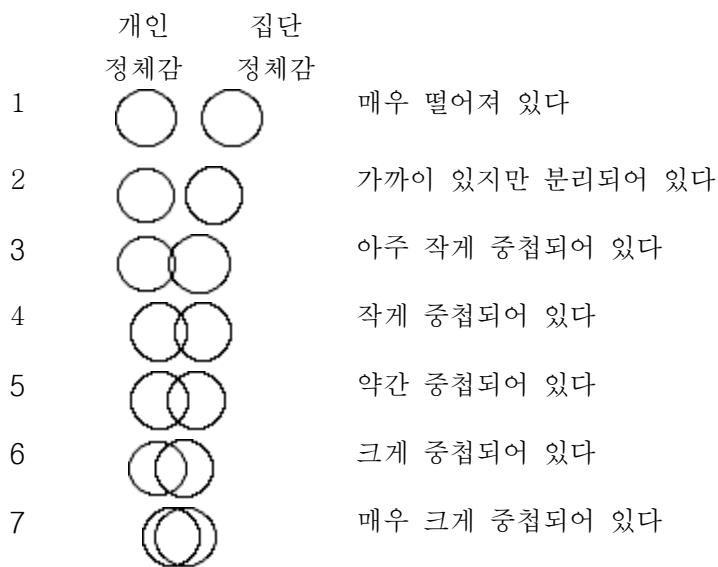 개인 집단
정체감 정체감
1 매우 떨어져 있다
2 가까이 있지만 분리되어 있다
3 아주 작게 중첩되어 있다
4 작게 중첩되어 있다
5 약간 중첩되어 있다
6 크게 중첩되어 있다
7 매우 크게 중첩되어 있다